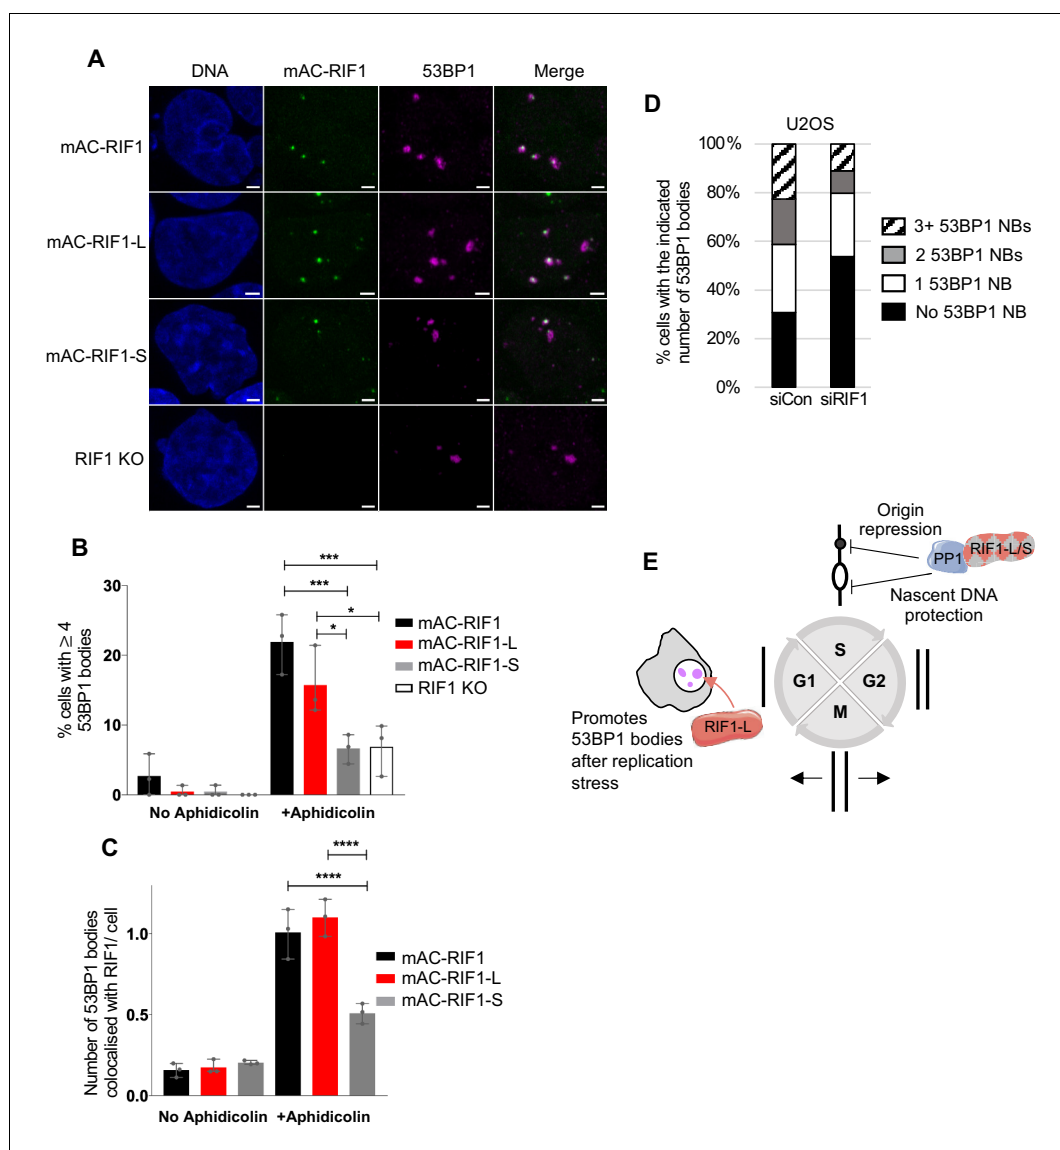 A
DNA
mAC-RIF1
53BP1
Merge
mAC-RIF1
mAC-RIF1-L
mAC-RIF1-S
RIF1 KO
B
% cells with ≥ 4
53BP1 bodies
30
20
10
0
***
***
*
*
mAC-RIF1
mAC-RIF1-L
mAC-RIF1-S
RIF1 KO
No Aphidicolin
+Aphidicolin
C
Number of 53BP1 bodies
colocalised with RIF1/ cell
1.0
0.5
0.0
****
****
mAC-RIF1
mAC-RIF1-L
mAC-RIF1-S
No Aphidicolin
+Aphidicolin
D
U2OS
% cells with the indicated
number of 53BP1 bodies
100%
80%
60%
40%
20%
0%
siCon
siRIF1
3+ 53BP1 NBs
2 53BP1 NBs
1 53BP1 NB
No 53BP1 NB
E
Origin
repression
PP1
RIF1-L/S
Nascent DNA
protection
S
G1
G2
M
RIF1-L
Promotes
53BP1 bodies
after replication
stress